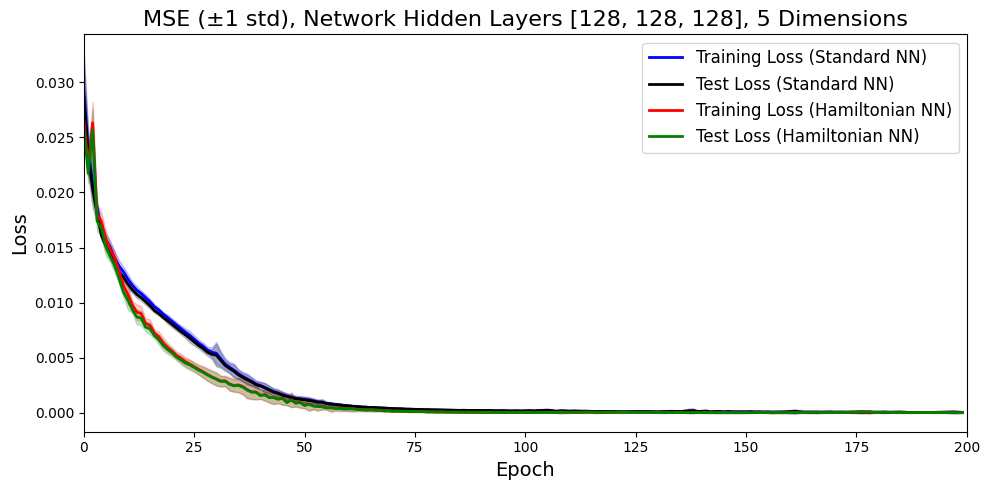 MSE (±1 std), Network Hidden Layers [128, 128, 128], 5 Dimensions
Training Loss (Standard NN)
Test Loss (Standard NN)
Training Loss (Hamiltonian NN)
Test Loss (Hamiltonian NN)
Loss
0.030
0.025
0.020
0.015
0.010
0.005
0.000
0 25 50 75 100 125 150 175 200
Epoch